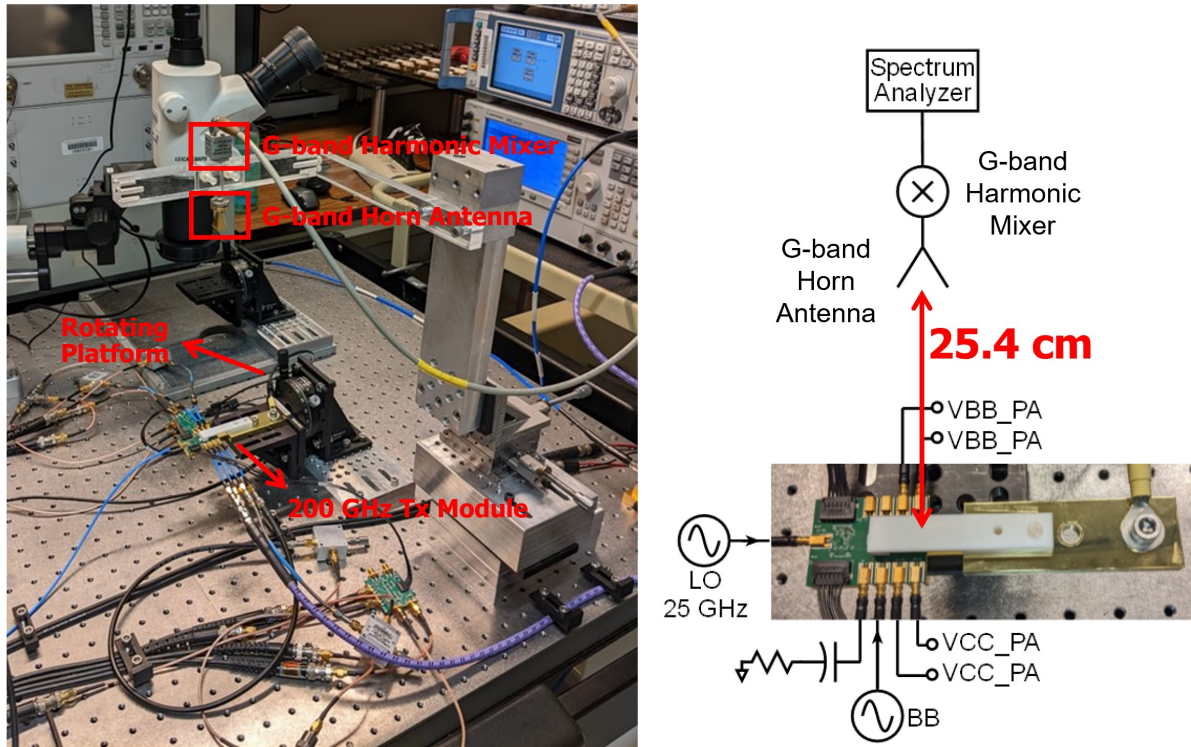 G-band Harmonic Mixer
G-band Horn Antenna
Rotating
Platform
200 GHz Tx Module
Spectrum
Analyzer
G-band
Harmonic
Mixer
G-band
Horn
Antenna
25.4 cm
VBB_PA
VBB_PA
LO
25 GHz
VCC_PA
VCC_PA
BB